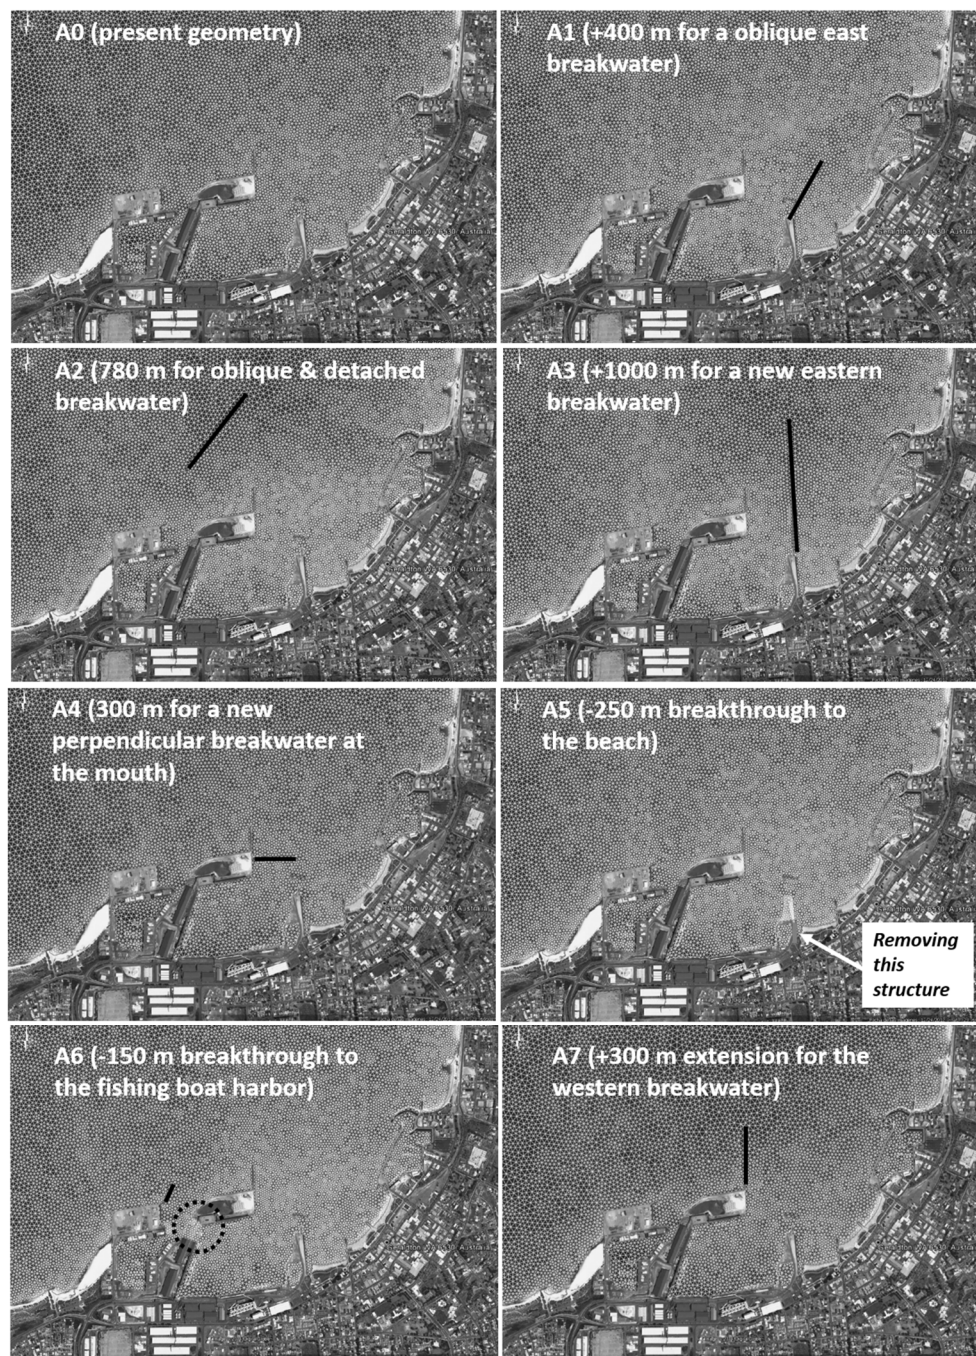 A0 (present geometry)
A1 (+400 m for a oblique east
breakwater)
A2 (780 m for oblique & detached
breakwater)
A3 (+1000 m for a new eastern
breakwater)
A4 (300 m for a new
perpendicular breakwater at
the mouth)
A5 (-250 m breakthrough to
the beach)
Removing
this
structure
A6 (-150 m breakthrough to
the fishing boat harbor)
A7 (+300 m extension for the
western breakwater)